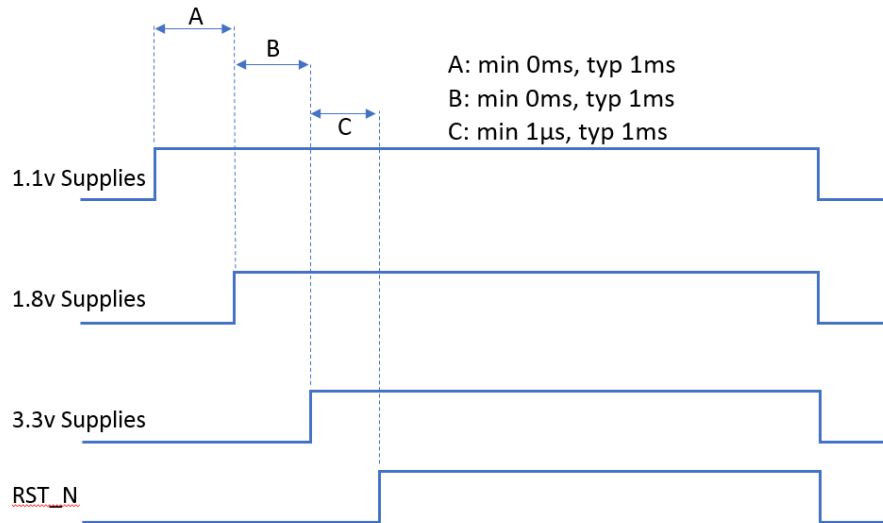 A
B
C
A: min 0ms, typ 1ms
B: min 0ms, typ 1ms
C: min 1µs, typ 1ms
1.1v Supplies
1.8v Supplies
3.3v Supplies
RST_N